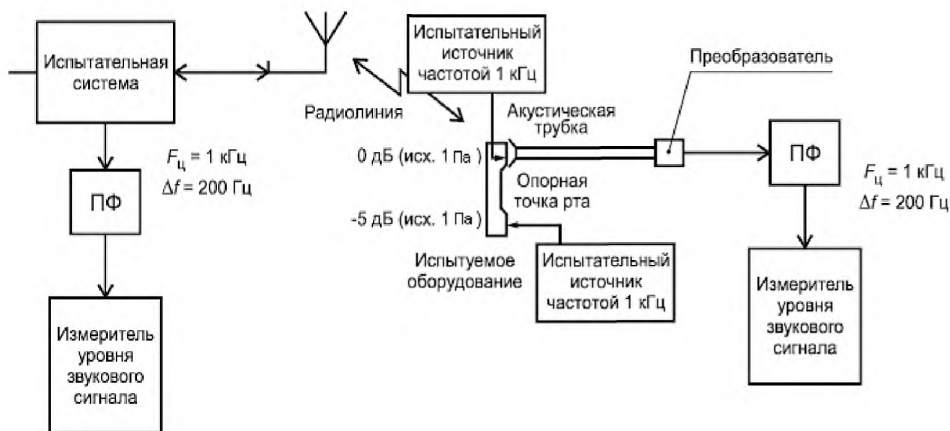 Испытательная
система
Радиолиния
Испытательный
источник
частотой 1 кГц
Преобразователь
Акустическая
трубка
0 дБ (исх. 1 Па)
Опорная
точка рта
-5 дБ (исх. 1 Па)
Испытуемое
оборудование
Испытательный
источник
частотой 1 кГц
Fц = 1 кГц
Δf = 200 Гц
ПФ
Измеритель
уровня
звукового
сигнала
ПФ
Fц = 1 кГц
Δf = 200 Гц
Измеритель
уровня
звукового
сигнала